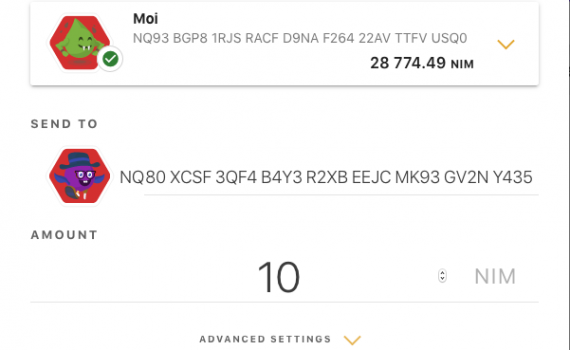 Moi
NQ93 BGP8 1RJS RACF D9NA F264 22AV TTFV USQ0
28 774.49 NIM
SEND TO
NQ80 XCSF 3QF4 B4Y3 R2XB EEJC MK93 GV2N Y435
AMOUNT
10 NIM
ADVANCED SETTINGS